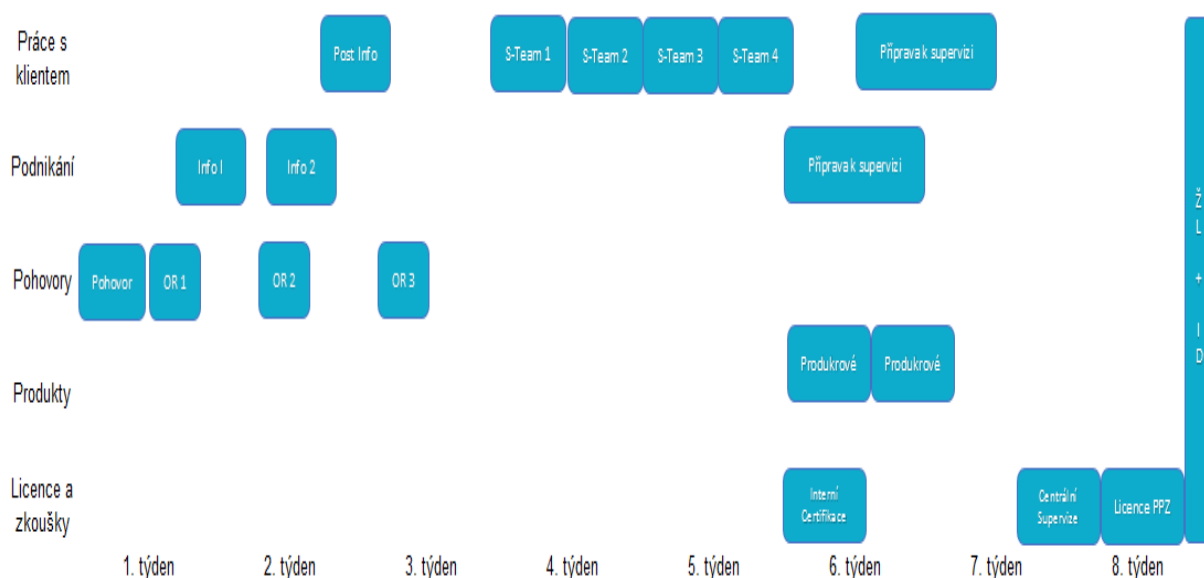 Práce s
klientem
Post Info
S-Team 1
S-Team 2
S-Team 3
S-Team 4
Příprava k supervizi
Podnikání
Info I
Info 2
Příprava k supervizi
Pohovory
Pohovor
OR 1
OR 2
OR 3
Produkty
Produkrové
Produkrové
Licence a
zkoušky
Interní
Certifikace
Centrální
Supervize
Licence PPZ
Ž
L
+
I
D
1. týden
2. týden
3. týden
4. týden
5. týden
6. týden
7. týden
8. týden